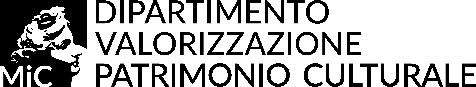 DIPARTIMENTO
VALORIZZAZIONE
MiC PATRIMONIO CULTURALE